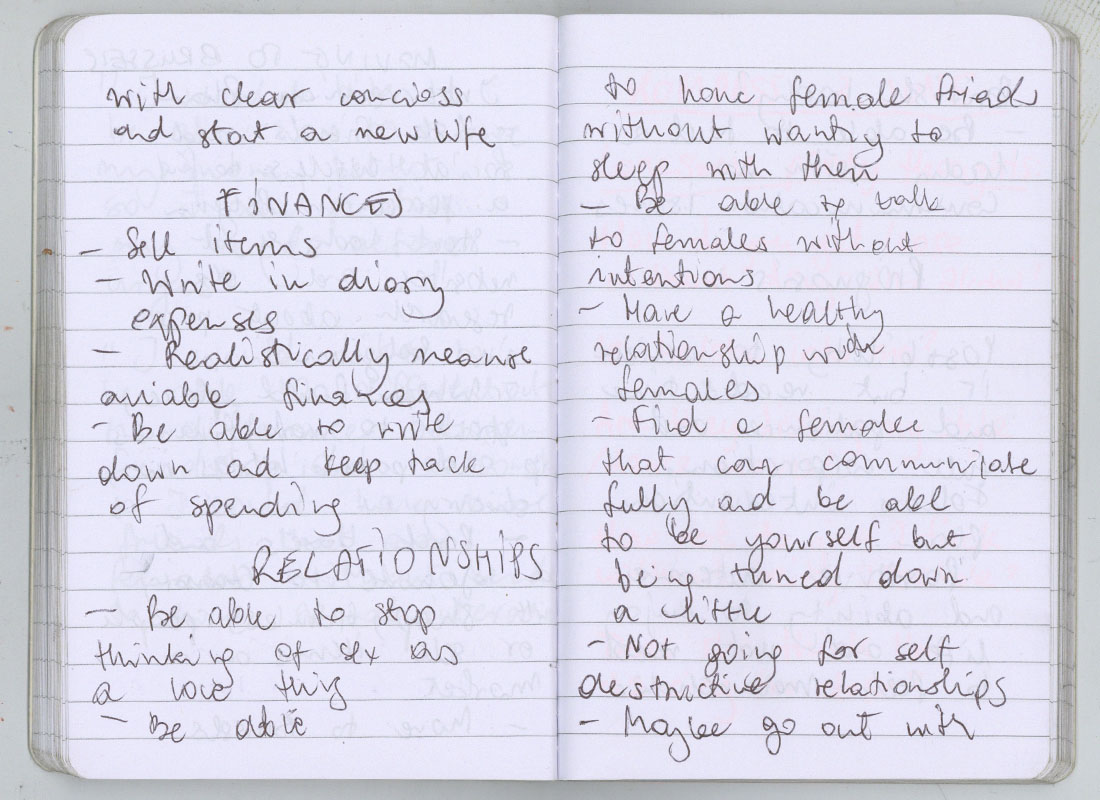 with clear conscioss
and start a new life
FINANCES
- Sell items
- Write in diary
expenses
- Realistically measure
aviable finances
- Be able to write
down and keep track
of spending
RELATIONSHIPS
- Be able to stop
thinking of sex as
a love thing
- Be able
to have female friends
without wanting to
sleep with them
- Be able to talk
to females without
intentions
- Have a healthy
relationship with
females
- Find a female
that can communicate
fully and be able
to be yourself but
being turned down
a little
- Not going for self
destructive relationships
- Maybe go out with